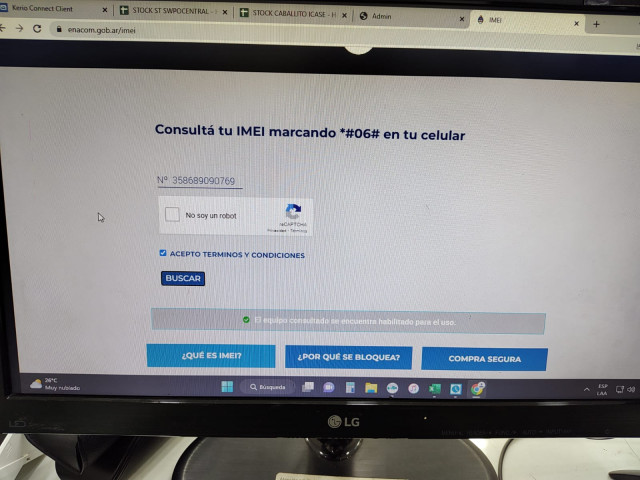 Kerio Connect Client
STOCK ST SWPOCENTRAL -
STOCK CABALLITO ICASE -
Admin
IMEI
enacom.gob.ar/imei
Consultá tu IMEI marcando *#06# en tu celular
Nº 358689090769
No soy un robot
reCAPTCHA
Privacidad - Términos
ACEPTO TERMINOS Y CONDICIONES
BUSCAR
El equipo consultado se encuentra habilitado para el uso.
¿QUÉ ES IMEI?
¿POR QUÉ SE BLOQUEA?
COMPRA SEGURA
26°C
Muy nublado
Búsqueda
ESP
LAA
LG